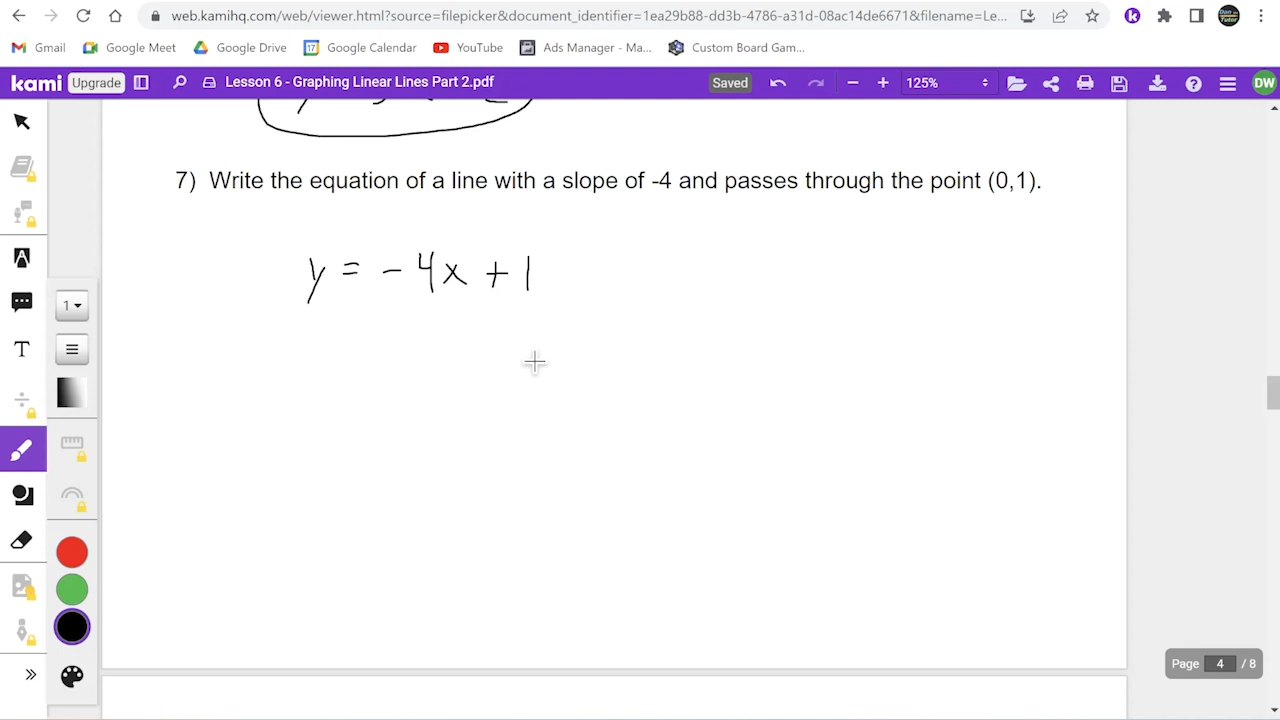 web.kamihq.com/web/viewer.html?source=filepicker&document_identifier=1ea29b88-dd3b-4786-a31d-08ac14de6671&filename=Le...
Gmail Google Meet Google Drive 17 Google Calendar YouTube Ads Manager - Ma... Custom Board Gam...
kami Upgrade Lesson 6 - Graphing Linear Lines Part 2.pdf Saved 125% DW
7) Write the equation of a line with a slope of -4 and passes through the point (0,1).
y = -4x + 1
1
Page 4 / 8